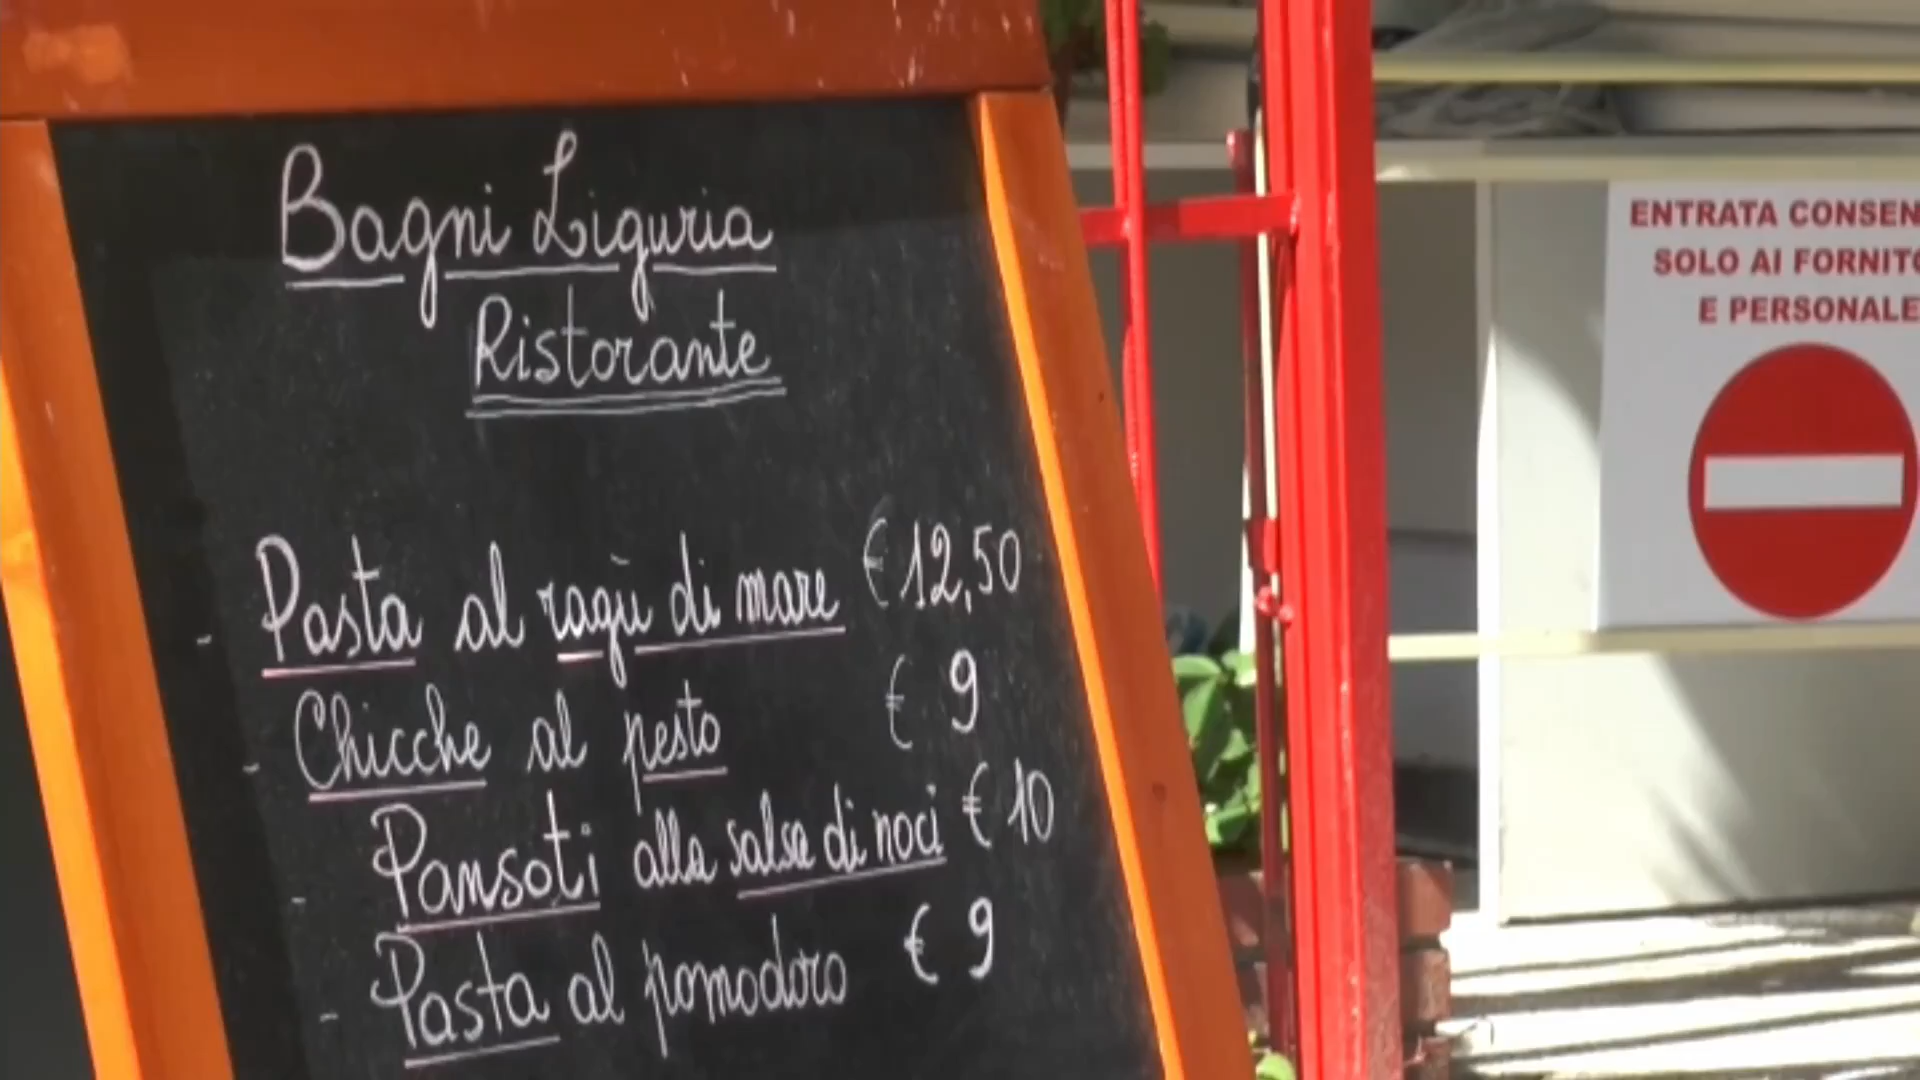 Bagni Liguria
Ristorante
- Pasta al ragù di mare € 12,50
- Chicche al pesto € 9
- Pansoti alla salsa di noci € 10
- Pasta al pomodoro € 9
ENTRATA CONSEN
SOLO AI FORNITO
E PERSONALE